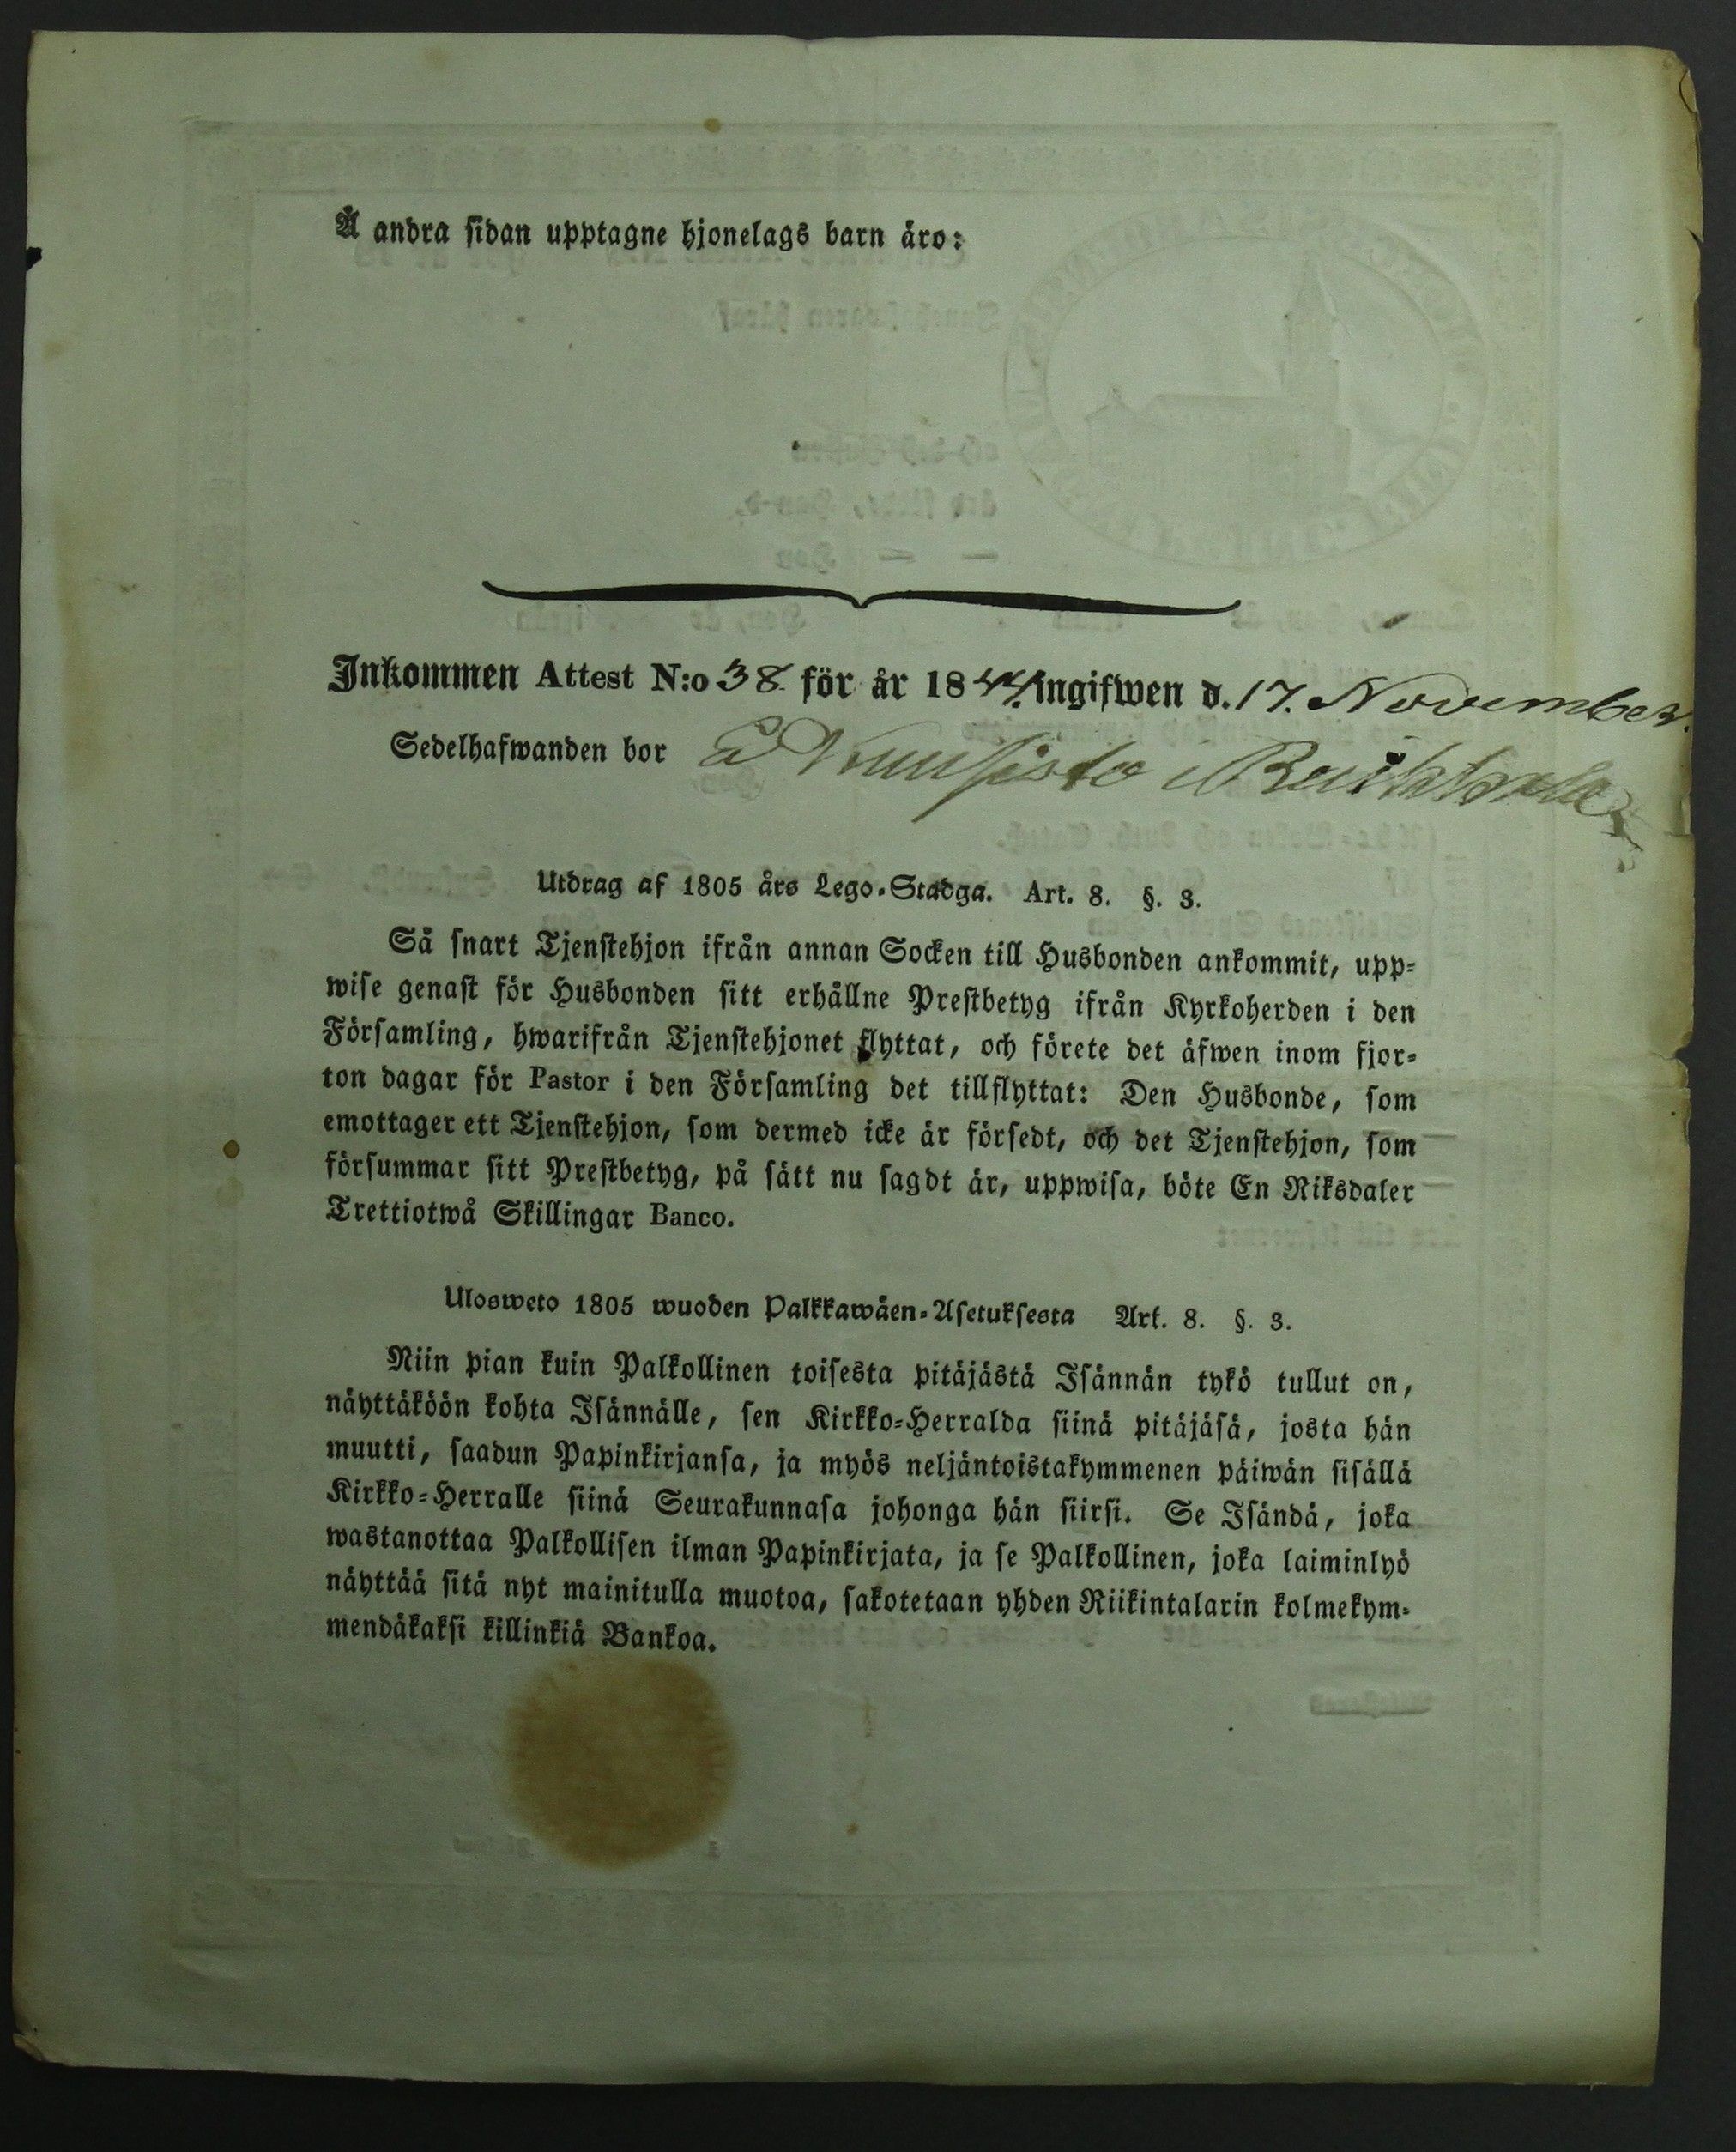 Å andra sidan upptagne hjonelags barn äro:
Inkommen Attest N:o 38. för år 1844. ingifwen d. 17. November.
Sedelhafwanden bor å Kuusisto i
Utdrag af 1805 års Lego-Stadga. Art. 8. §. 3.
Så snart Tjenstehjon ifrån annan Socken till Husbonden ankommit, upp-
wise genast för Husbonden sitt erhållne Prestbetyg ifrån Kyrkoherden i den
Församling, hwarifrån Tjenstehjonet flyttat, och förete det äfwen inom fjor-
ton dagar för Pastor i den Församling det tillflyttat: Den Husbonde, som
emottager ett Tjenstehjon, som dermed icke är försedt, och det Tjenstehjon, som
försummar sitt Prestbetyg, på sätt nu sagdt är, uppwisa, böte En Riksdaler
Trettiotwå Skillingar Banco.
Ulosweto 1805 wuoden Palkkawäen-Asetuksesta Art. 8. §. 3.
Niin pian kuin Palkollinen toisesta pitäjästä Isännän tykö tullut on,
näyttäköön kohta Isännälle, sen Kirkko-Herralda siinä pitäjäsä, josta hän
muutti, saadun Papinkirjansa, ja myös neljäntoistakymmenen päiwän sisällä
Kirkko-Herralle siinä Seurakunnasa johonga hän siirsi. Se Isändä, joka
wastanottaa Palkollisen ilman Papinkirjata, ja se Palkollinen, joka laiminlyö
näyttää sitä nyt mainitulla muotoa, sakotetaan yhden Riikintalarin kolmekym-
mendäkaksi killinkiä Bankoa.